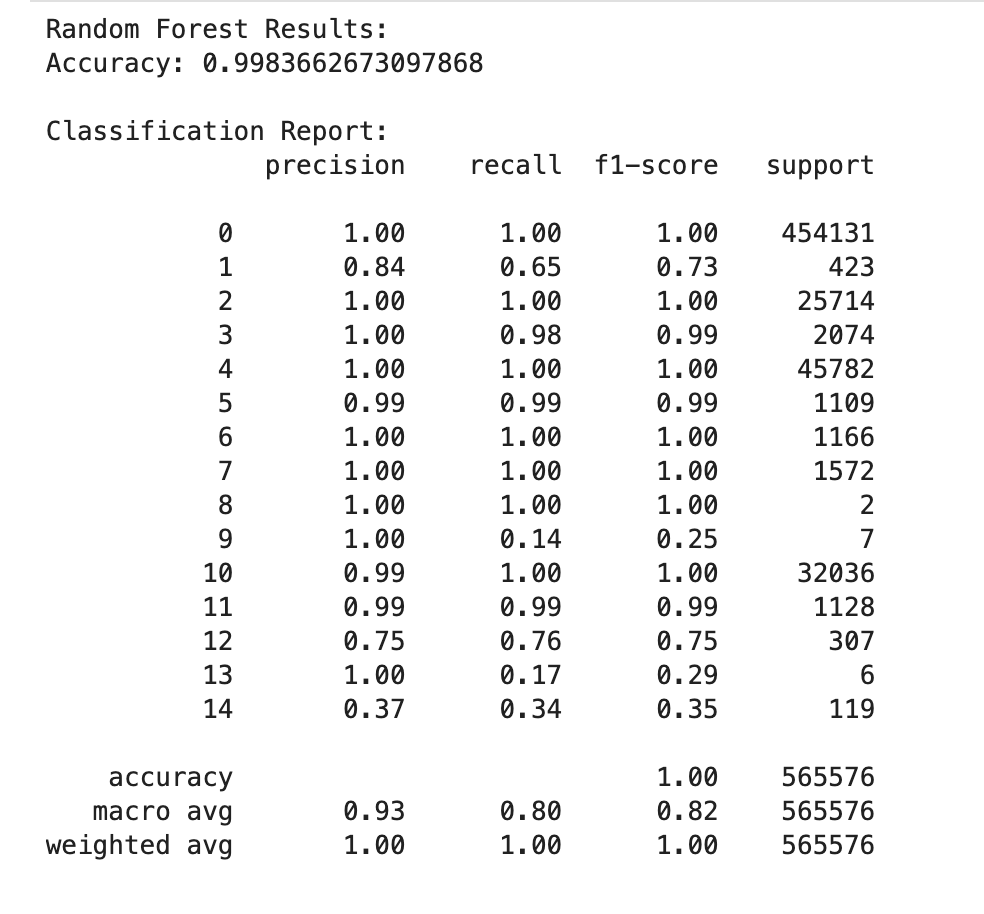 Random Forest Results:
Accuracy: 0.9983662673097868
Classification Report:
precision recall f1-score support
0 1.00 1.00 1.00 454131
1 0.84 0.65 0.73 423
2 1.00 1.00 1.00 25714
3 1.00 0.98 0.99 2074
4 1.00 1.00 1.00 45782
5 0.99 0.99 0.99 1109
6 1.00 1.00 1.00 1166
7 1.00 1.00 1.00 1572
8 1.00 1.00 1.00 2
9 1.00 0.14 0.25 7
10 0.99 1.00 1.00 32036
11 0.99 0.99 0.99 1128
12 0.75 0.76 0.75 307
13 1.00 0.17 0.29 6
14 0.37 0.34 0.35 119
accuracy 1.00 565576
macro avg 0.93 0.80 0.82 565576
weighted avg 1.00 1.00 1.00 565576